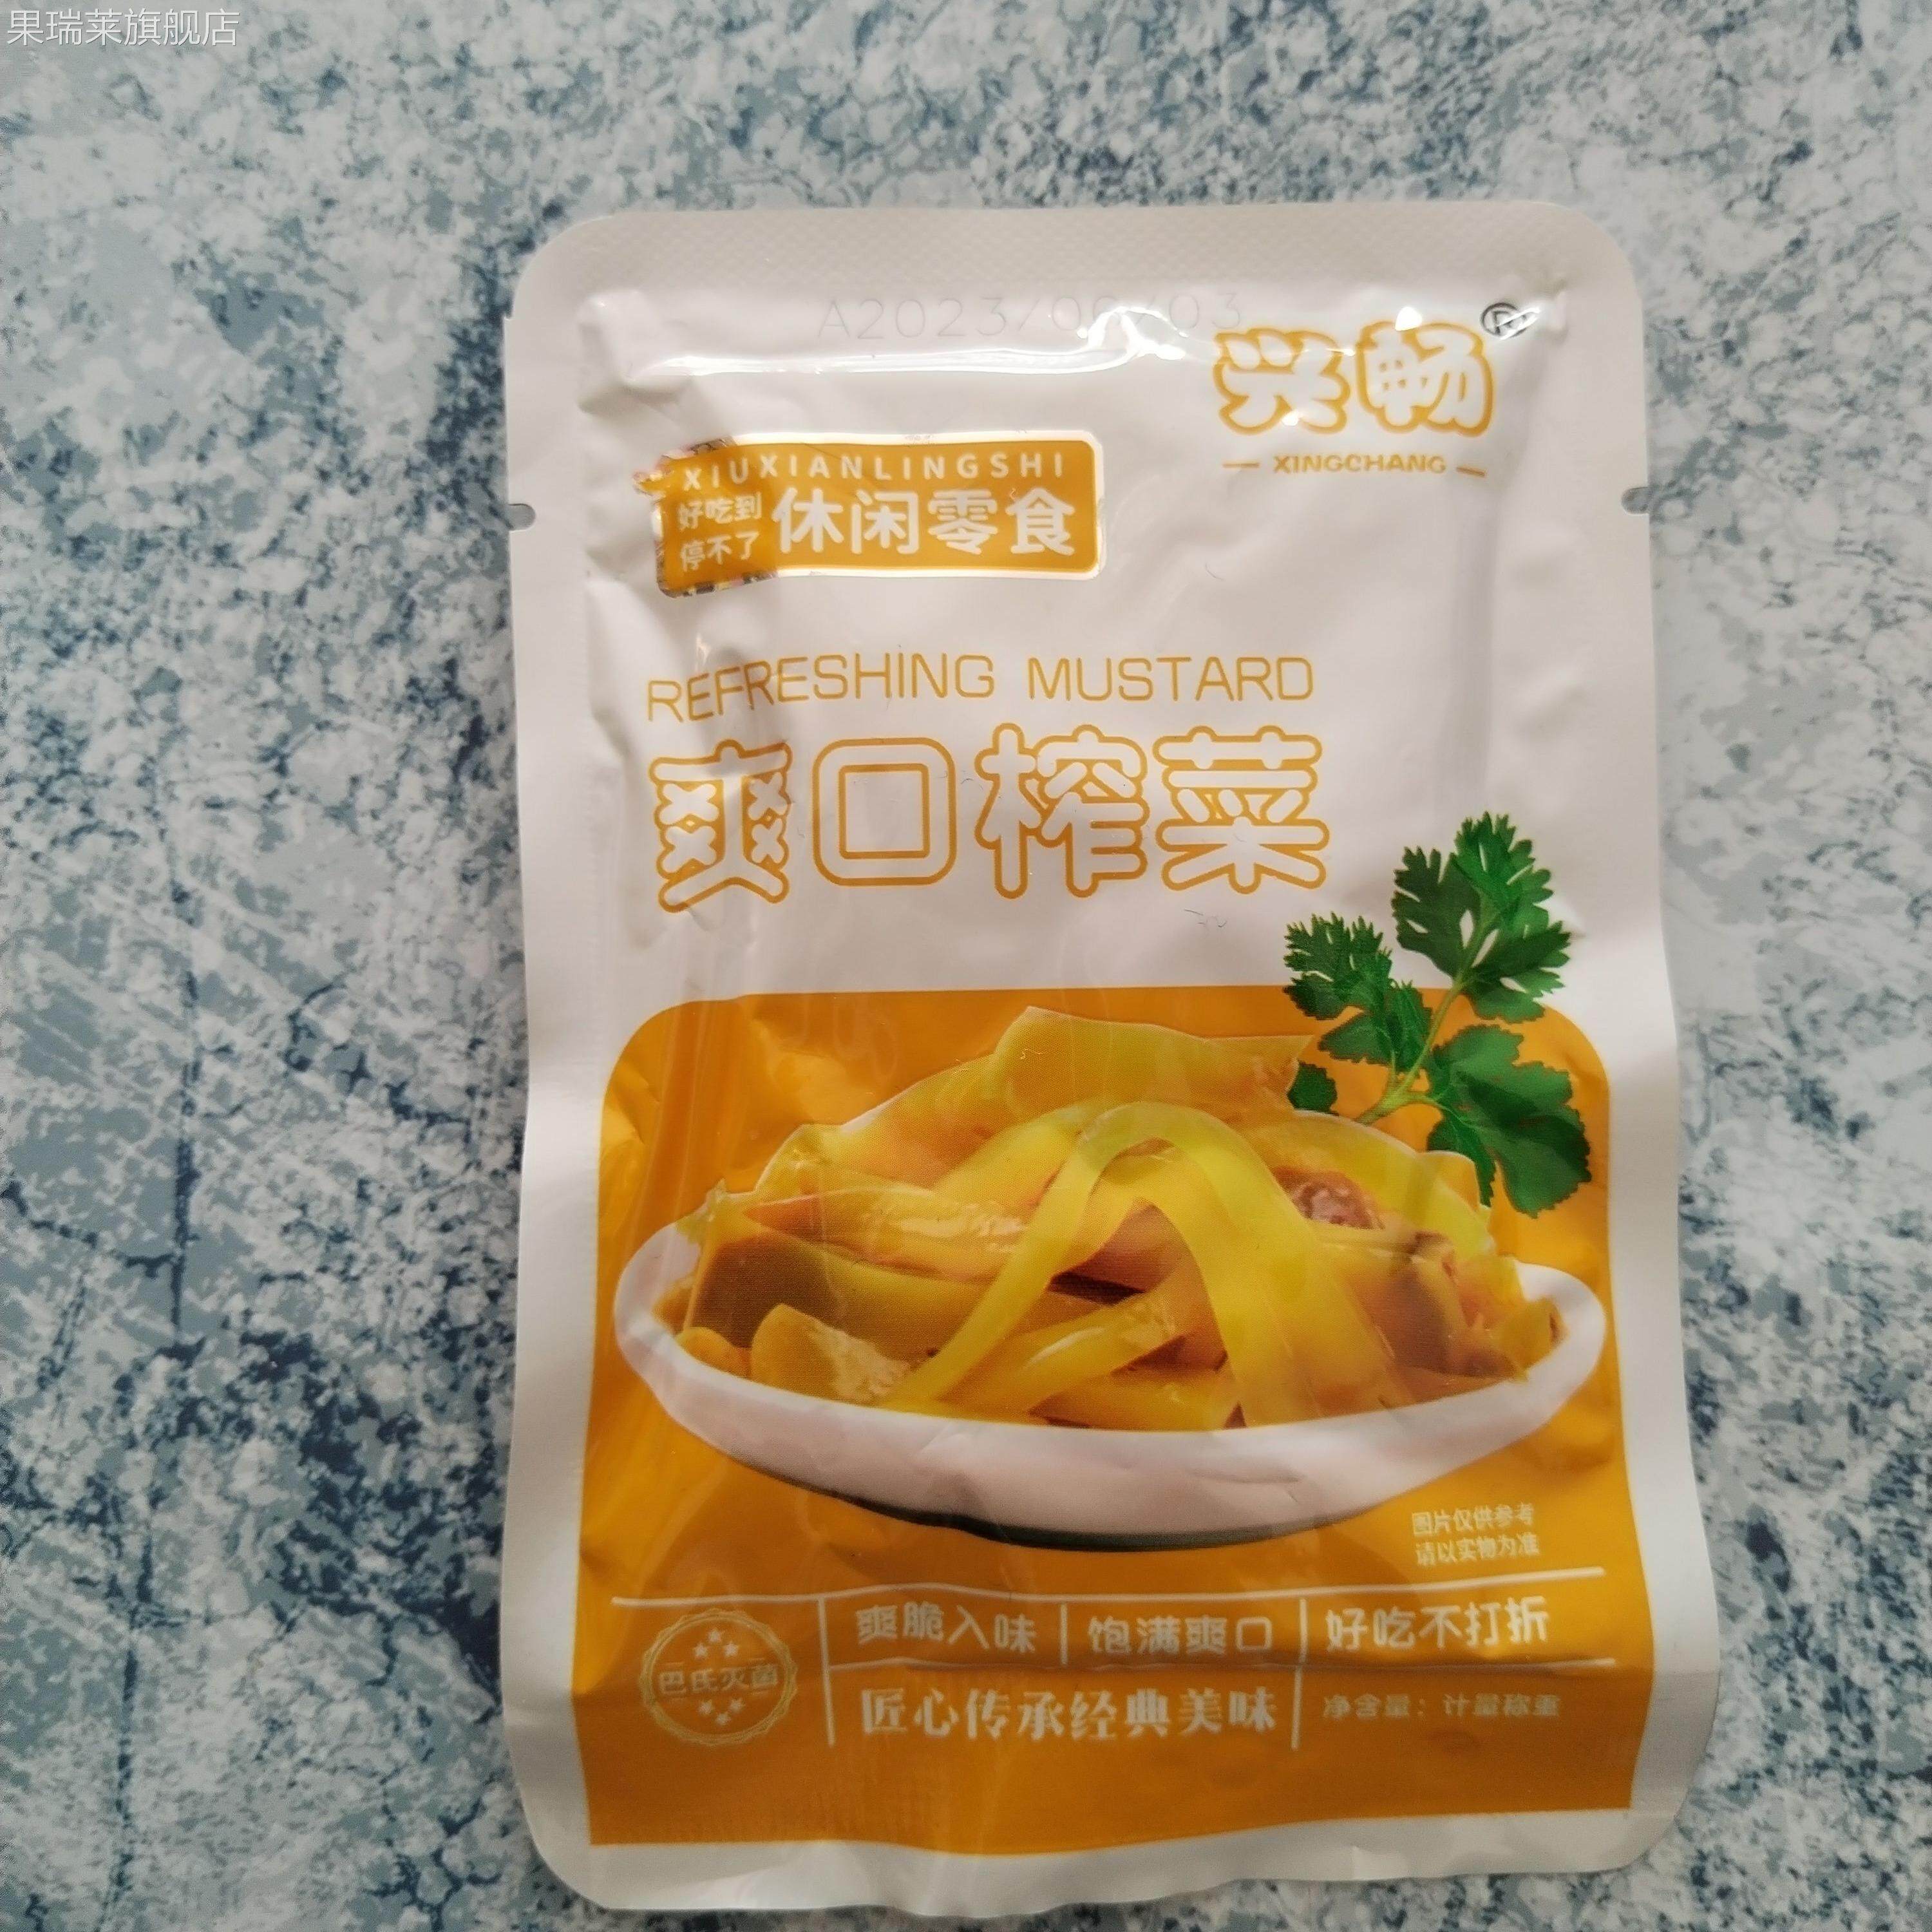 果瑞莱旗舰店
兴畅®
XINGCHANG
XIUXIANLINGSHI
好吃到
停不了
休闲零食
REFRESHING MUSTARD
爽口榨菜
图片仅供参考
请以实物为准
巴氏灭菌
爽脆入味 饱满爽口 好吃不打折
匠心传承经典美味
净含量：计量称重